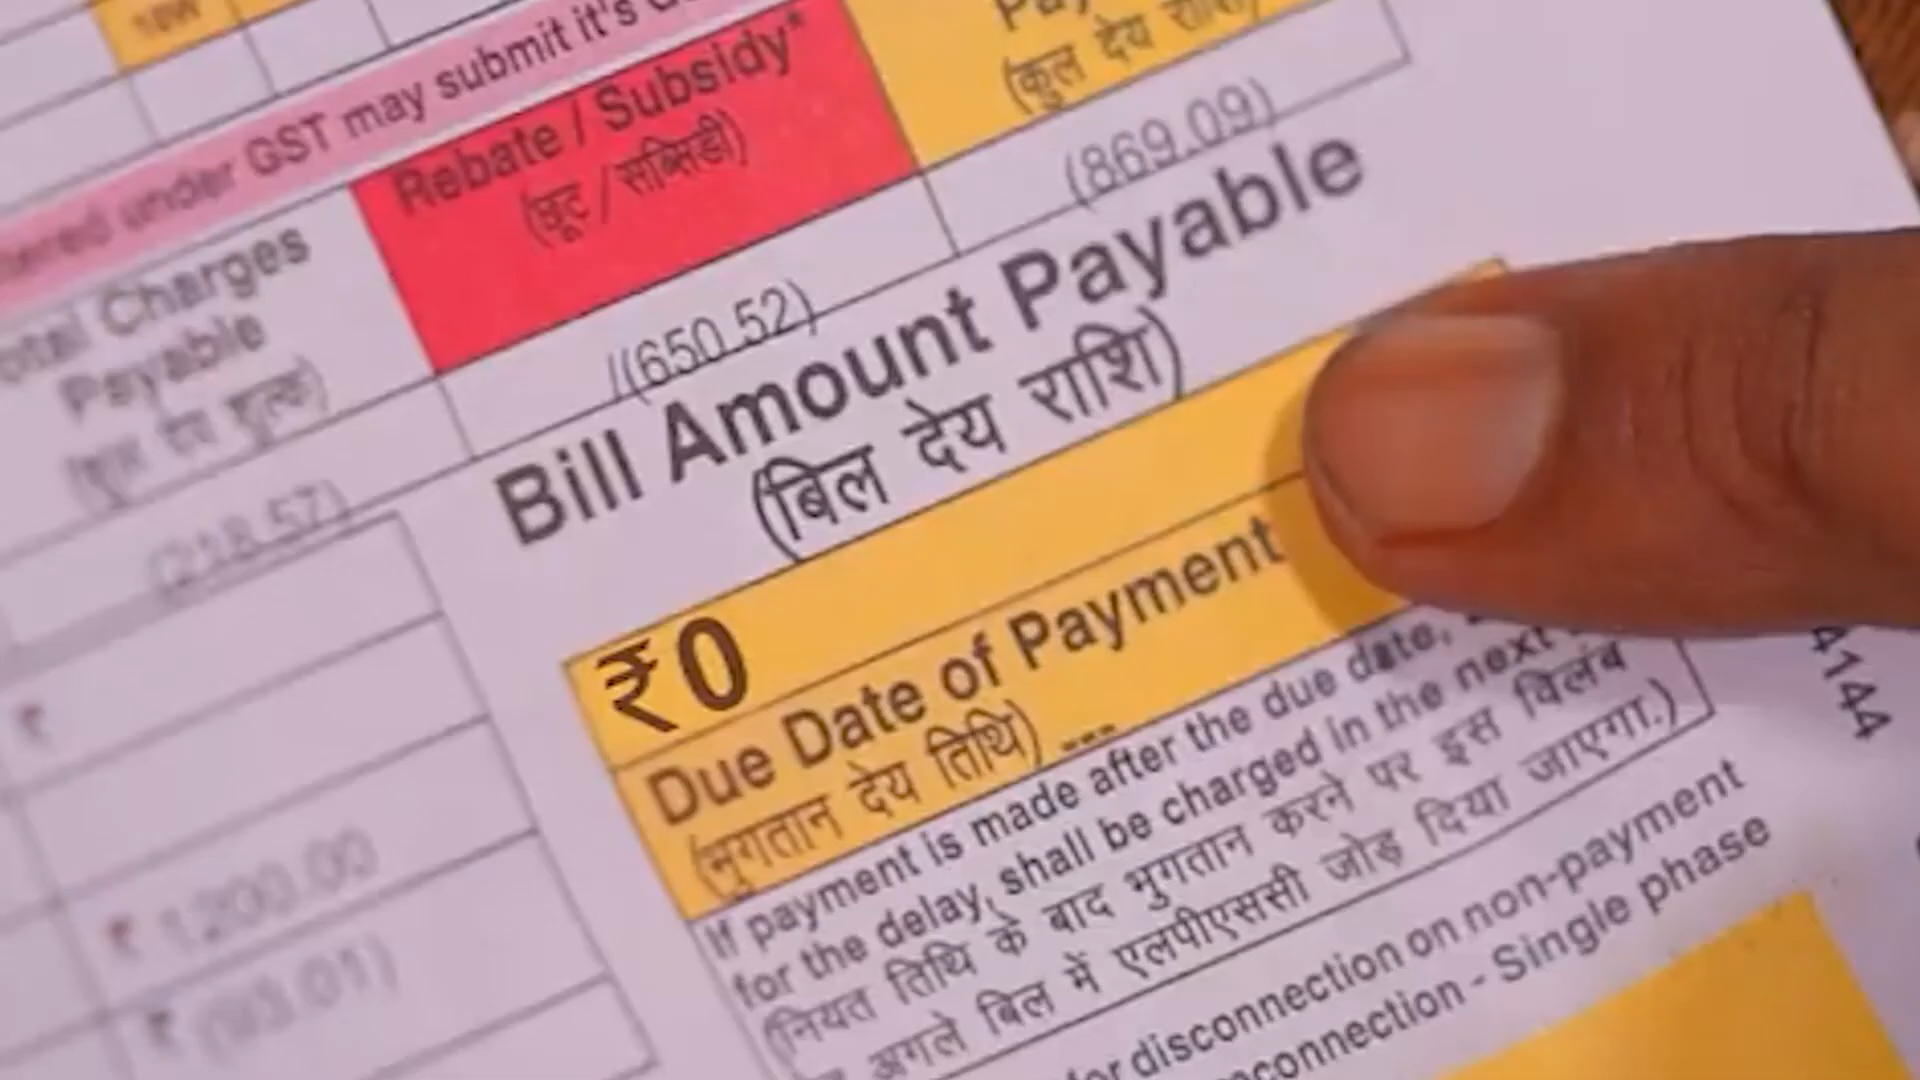 under GST may submit it's
Rebate / Subsidy*
(छूट / सब्सिडी)
(कुल देय राशि)
(869.09)
Total Charges
Payable
(कुल देय शुल्क)
(218.57)
/(650.52)
Bill Amount Payable
(बिल देय राशि)
₹0
Due Date of Payment
(भुगतान देय तिथि) ---
If payment is made after the due date,
for the delay, shall be charged in the next
(नियत तिथि के बाद भुगतान करने पर इस विलंब
अगले बिल में एलपीएससी जोड़ दिया जाएगा.)
for disconnection on non-payment
- Single phase
₹
₹ 1200.00
₹ (93.01)
4144